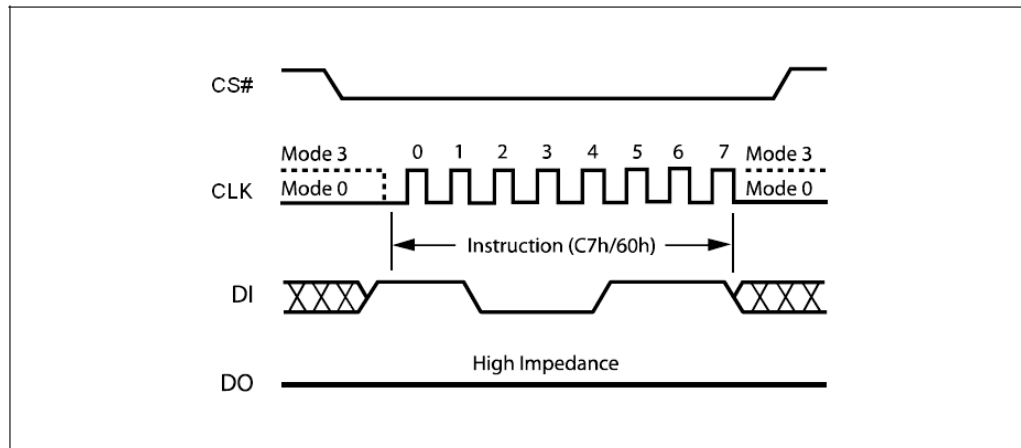 CS#
Mode 3 0 1 2 3 4 5 6 7 Mode 3
CLK Mode 0 Mode 0
Instruction (C7h/60h)
DI
High Impedance
DO